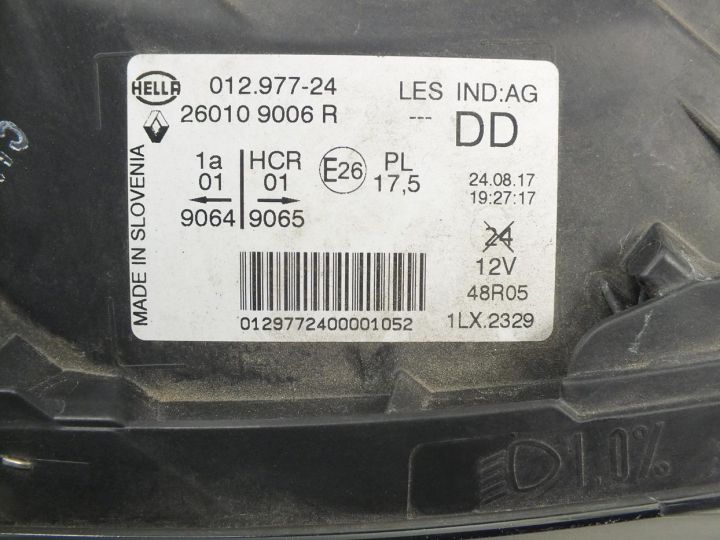 HELLA 012.977-24 LES IND:AG
26010 9006 R --- DD
1a HCR E26 PL
01 01 17,5
9064 9065
24.08.17
19:27:17
MADE IN SLOVENIA
24
12V
48R05
0129772400001052 1LX.2329
1,0%